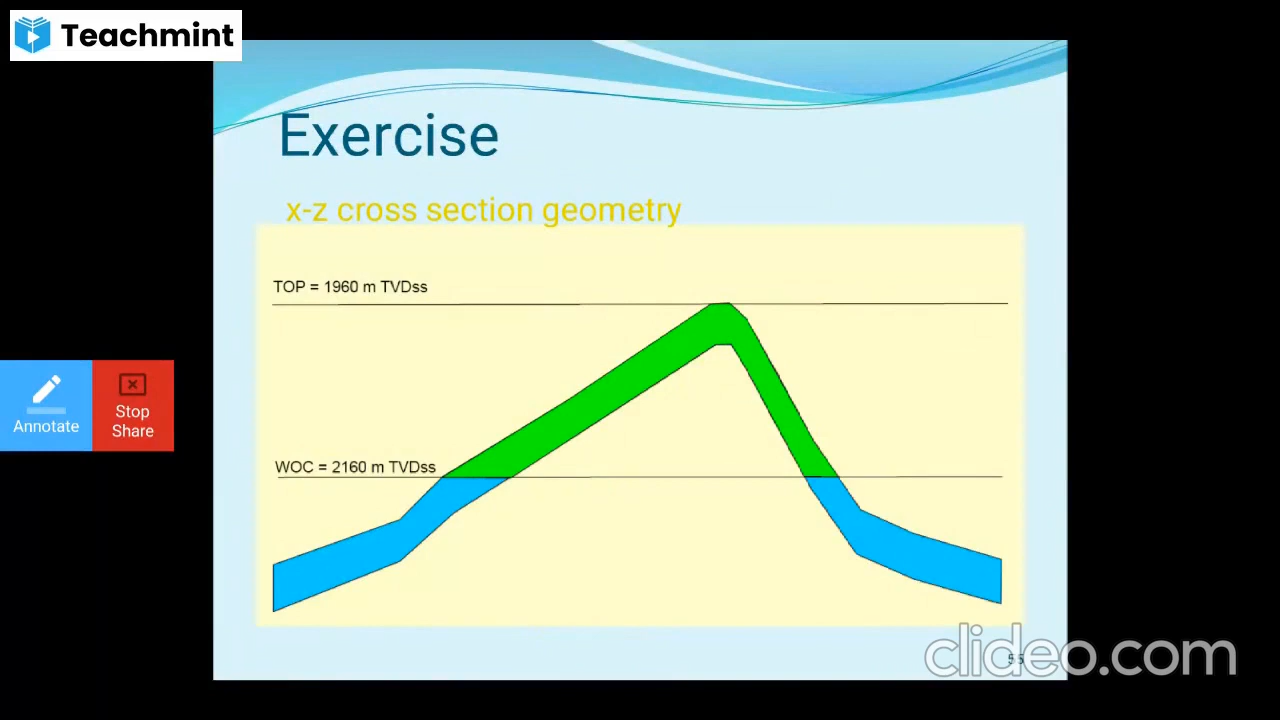 Teachmint
Exercise
x-z cross section geometry
TOP = 1960 m TVDss
WOC = 2160 m TVDss
Annotate
Stop
Share
clideo.com